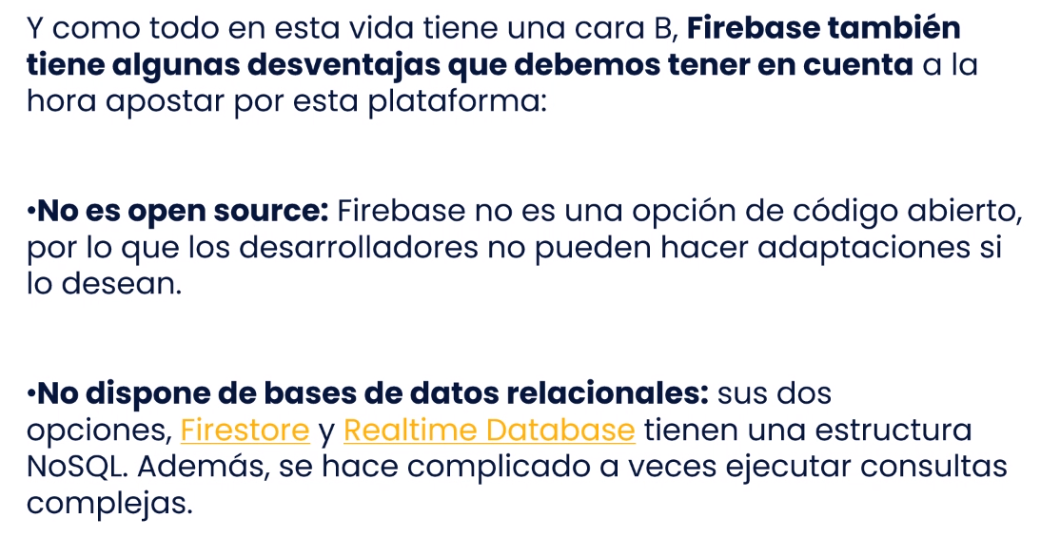 Y como todo en esta vida tiene una cara B, Firebase también
tiene algunas desventajas que debemos tener en cuenta a la
hora apostar por esta plataforma:
•No es open source: Firebase no es una opción de código abierto,
por lo que los desarrolladores no pueden hacer adaptaciones si
lo desean.
•No dispone de bases de datos relacionales: sus dos
opciones, Firestore y Realtime Database tienen una estructura
NoSQL. Además, se hace complicado a veces ejecutar consultas
complejas.